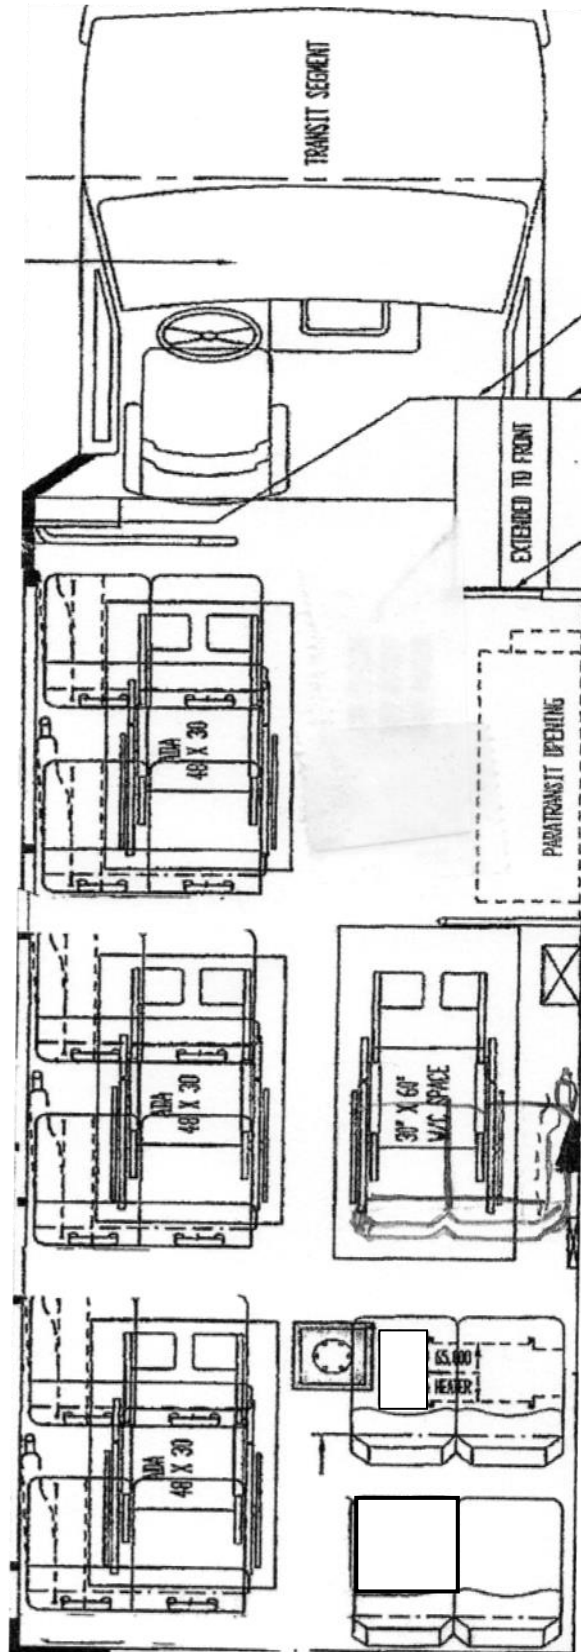 TRANSIT SEGMENT
EXTENDED TO FRONT
ADA
48 X 30
PARATRANSIT OPENING
ADA
48 X 30
30" X 60"
W/C SPACE
ADA
48 X 30
65,000
HEATER